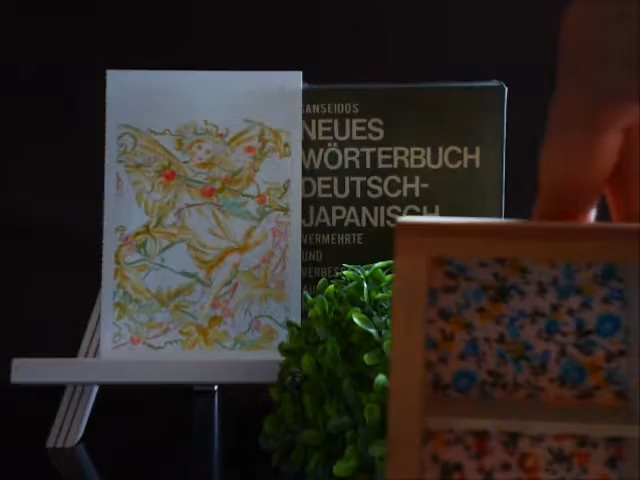 SANSEIDOS
NEUES
WÖRTERBUCH
DEUTSCH-
JAPANISCH
VERMEHRTE
UND